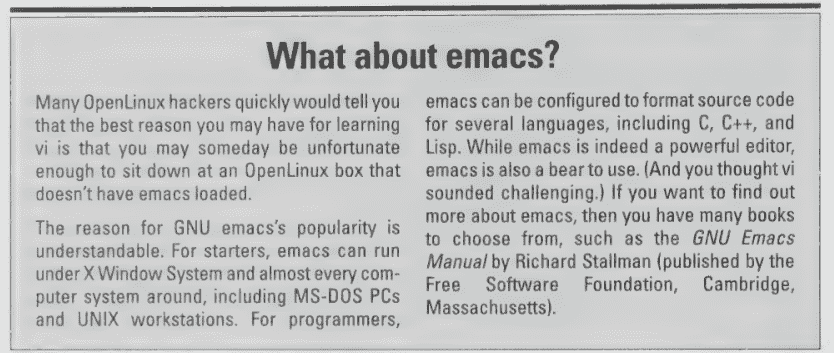 What about emacs?
Many OpenLinux hackers quickly would tell you
that the best reason you may have for learning
vi is that you may someday be unfortunate
enough to sit down at an OpenLinux box that
doesn't have emacs loaded.
The reason for GNU emacs's popularity is
understandable. For starters, emacs can run
under X Window System and almost every com-
puter system around, including MS-DOS PCs
and UNIX workstations. For programmers,
emacs can be configured to format source code
for several languages, including C, C++, and
Lisp. While emacs is indeed a powerful editor,
emacs is also a bear to use. (And you thought vi
sounded challenging.) If you want to find out
more about emacs, then you have many books
to choose from, such as the GNU Emacs
Manual by Richard Stallman (published by the
Free Software Foundation, Cambridge,
Massachusetts).